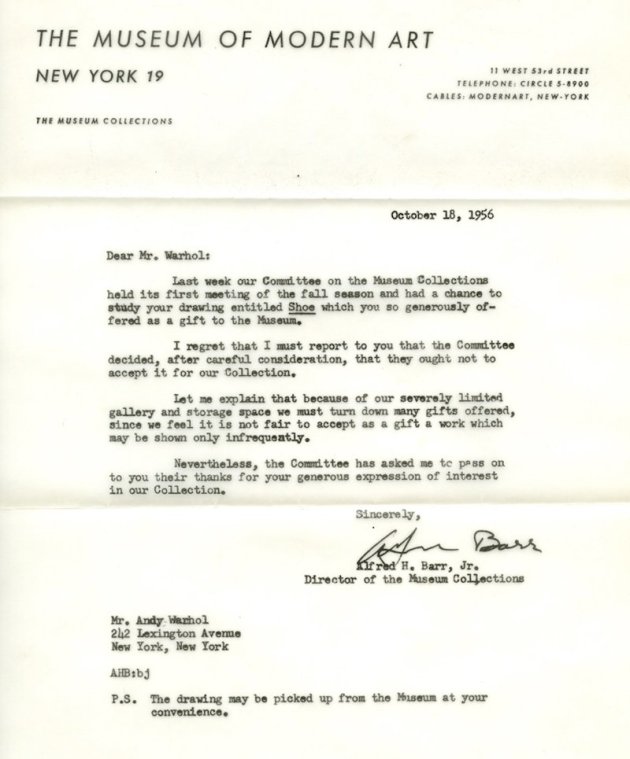 THE MUSEUM OF MODERN ART
NEW YORK 19
11 WEST 53rd STREET
TELEPHONE: CIRCLE 5-8900
CABLES: MODERNART, NEW-YORK
THE MUSEUM COLLECTIONS
October 18, 1956
Dear Mr. Warhol:
Last week our Committee on the Museum Collections
held its first meeting of the fall season and had a chance to
study your drawing entitled Shoe which you so generously of-
fered as a gift to the Museum.
I regret that I must report to you that the Committee
decided, after careful consideration, that they ought not to
accept it for our Collection.
Let me explain that because of our severely limited
gallery and storage space we must turn down many gifts offered,
since we feel it is not fair to accept as a gift a work which
may be shown only infrequently.
Nevertheless, the Committee has asked me to pass on
to you their thanks for your generous expression of interest
in our Collection.
Sincerely,
Alfred Barr
Alfred H. Barr, Jr.
Director of the Museum Collections
Mr. Andy Warhol
242 Lexington Avenue
New York, New York
AHB:bj
P.S. The drawing may be picked up from the Museum at your
convenience.